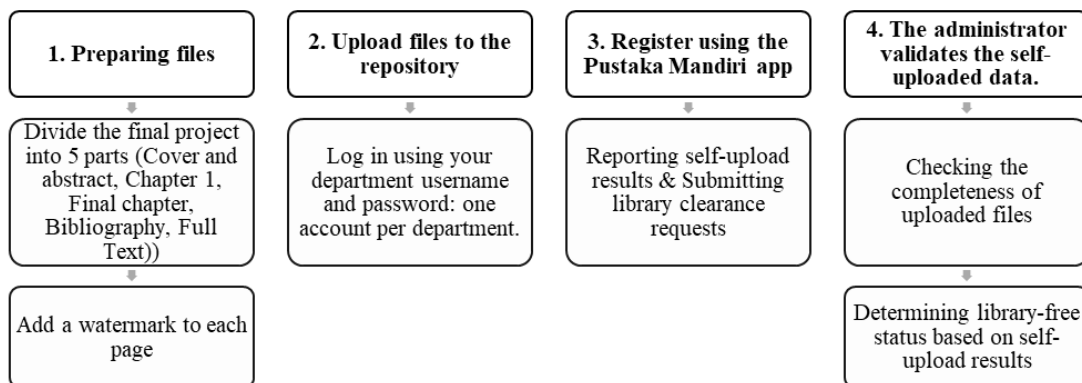 1. Preparing files
Divide the final project
into 5 parts (Cover and
abstract, Chapter 1,
Final chapter,
Bibliography, Full
Text))
Add a watermark to each
page
2. Upload files to the
repository
Log in using your
department username
and password: one
account per department.
3. Register using the
Pustaka Mandiri app
Reporting self-upload
results & Submitting
library clearance
requests
4. The administrator
validates the self-
uploaded data.
Checking the
completeness of
uploaded files
Determining library-free
status based on self-
upload results